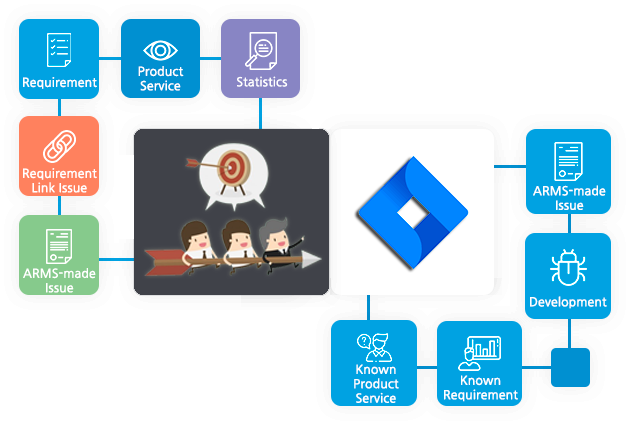 Requirement
Product
Service
Statistics
Requirement
Link Issue
ARMS-made
Issue
ARMS-made
Issue
Development
Known
Product
Service
Known
Requirement